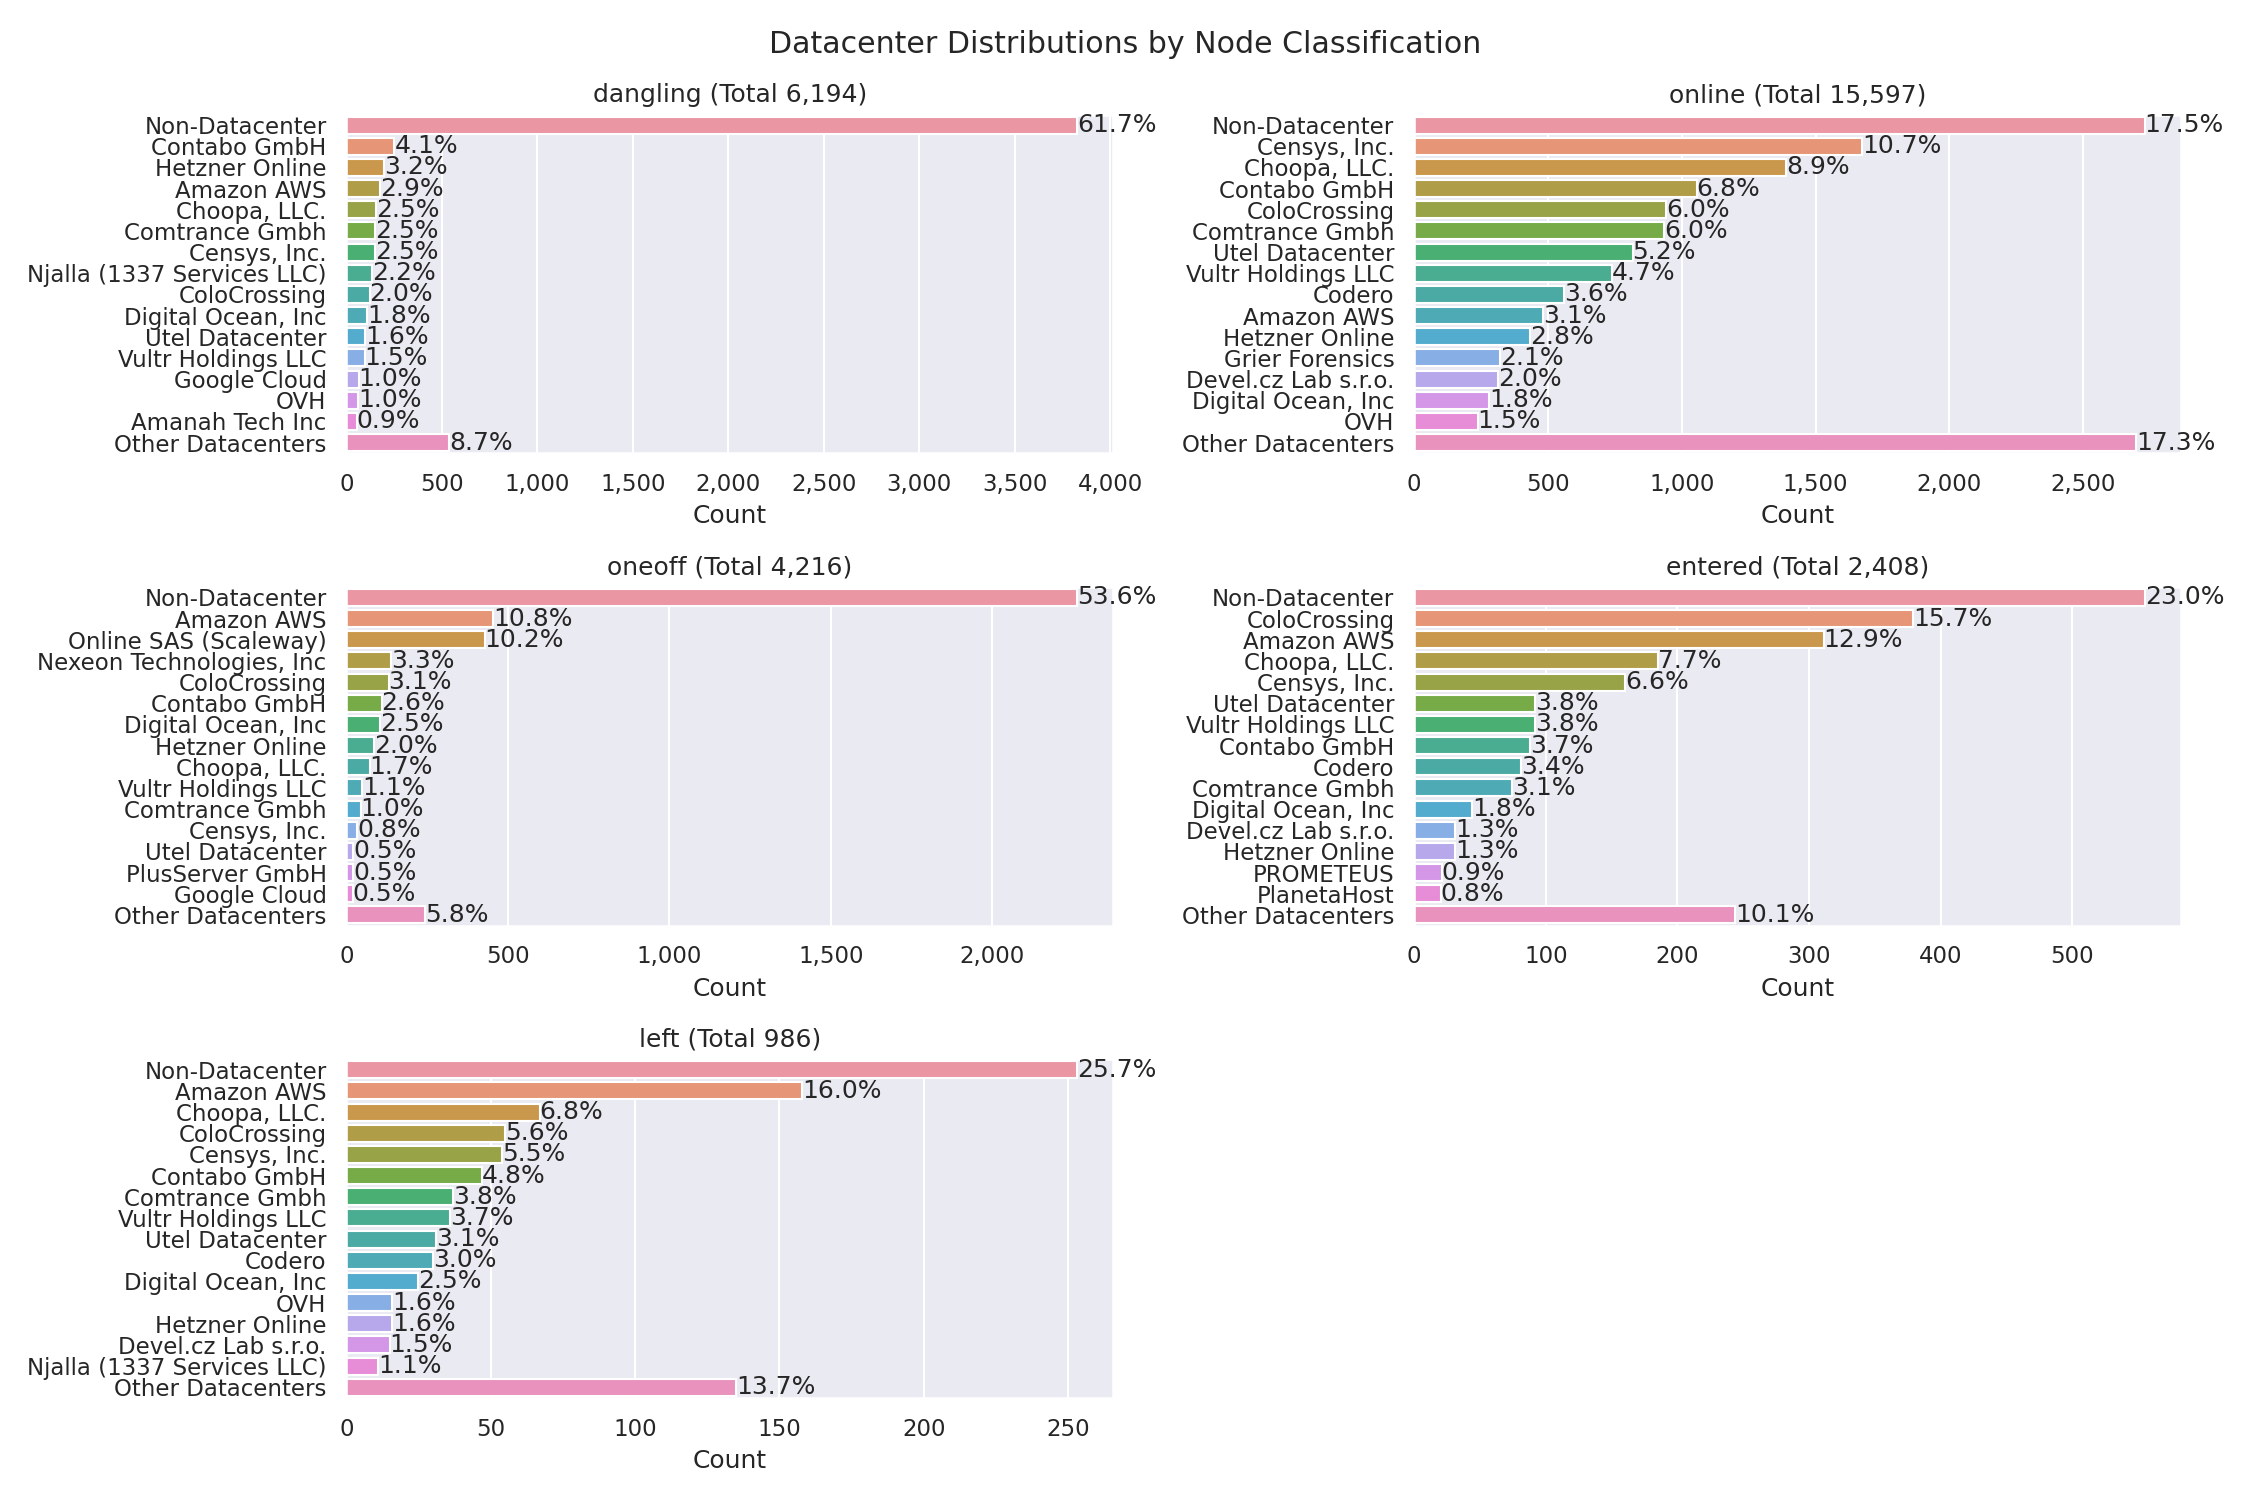 Datacenter Distributions by Node Classification
dangling (Total 6,194)
Non-Datacenter 61.7%
Contabo GmbH 4.1%
Hetzner Online 3.2%
Amazon AWS 2.9%
Choopa, LLC. 2.5%
Comtrance Gmbh 2.5%
Censys, Inc. 2.5%
Njalla (1337 Services LLC) 2.2%
ColoCrossing 2.0%
Digital Ocean, Inc 1.8%
Utel Datacenter 1.6%
Vultr Holdings LLC 1.5%
Google Cloud 1.0%
OVH 1.0%
Amanah Tech Inc 0.9%
Other Datacenters 8.7%
0 500 1,000 1,500 2,000 2,500 3,000 3,500 4,000
Count
online (Total 15,597)
Non-Datacenter 17.5%
Censys, Inc. 10.7%
Choopa, LLC. 8.9%
Contabo GmbH 6.8%
ColoCrossing 6.0%
Comtrance Gmbh 6.0%
Utel Datacenter 5.2%
Vultr Holdings LLC 4.7%
Codero 3.6%
Amazon AWS 3.1%
Hetzner Online 2.8%
Grier Forensics 2.1%
Devel.cz Lab s.r.o. 2.0%
Digital Ocean, Inc 1.8%
OVH 1.5%
Other Datacenters 17.3%
0 500 1,000 1,500 2,000 2,500
Count
oneoff (Total 4,216)
Non-Datacenter 53.6%
Amazon AWS 10.8%
Online SAS (Scaleway) 10.2%
Nexeon Technologies, Inc 3.3%
ColoCrossing 3.1%
Contabo GmbH 2.6%
Digital Ocean, Inc 2.5%
Hetzner Online 2.0%
Choopa, LLC. 1.7%
Vultr Holdings LLC 1.1%
Comtrance Gmbh 1.0%
Censys, Inc. 0.8%
Utel Datacenter 0.5%
PlusServer GmbH 0.5%
Google Cloud 0.5%
Other Datacenters 5.8%
0 500 1,000 1,500 2,000
Count
entered (Total 2,408)
Non-Datacenter 23.0%
ColoCrossing 15.7%
Amazon AWS 12.9%
Choopa, LLC. 7.7%
Censys, Inc. 6.6%
Utel Datacenter 3.8%
Vultr Holdings LLC 3.8%
Contabo GmbH 3.7%
Codero 3.4%
Comtrance Gmbh 3.1%
Digital Ocean, Inc 1.8%
Devel.cz Lab s.r.o. 1.3%
Hetzner Online 1.3%
PROMETEUS 0.9%
PlanetaHost 0.8%
Other Datacenters 10.1%
0 100 200 300 400 500
Count
left (Total 986)
Non-Datacenter 25.7%
Amazon AWS 16.0%
Choopa, LLC. 6.8%
ColoCrossing 5.6%
Censys, Inc. 5.5%
Contabo GmbH 4.8%
Comtrance Gmbh 3.8%
Vultr Holdings LLC 3.7%
Utel Datacenter 3.1%
Codero 3.0%
Digital Ocean, Inc 2.5%
OVH 1.6%
Hetzner Online 1.6%
Devel.cz Lab s.r.o. 1.5%
Njalla (1337 Services LLC) 1.1%
Other Datacenters 13.7%
0 50 100 150 200 250
Count